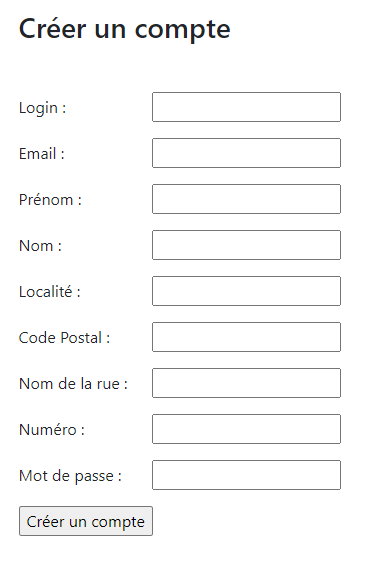 Créer un compte
Login :
Email :
Prénom :
Nom :
Localité :
Code Postal :
Nom de la rue :
Numéro :
Mot de passe :
Créer un compte